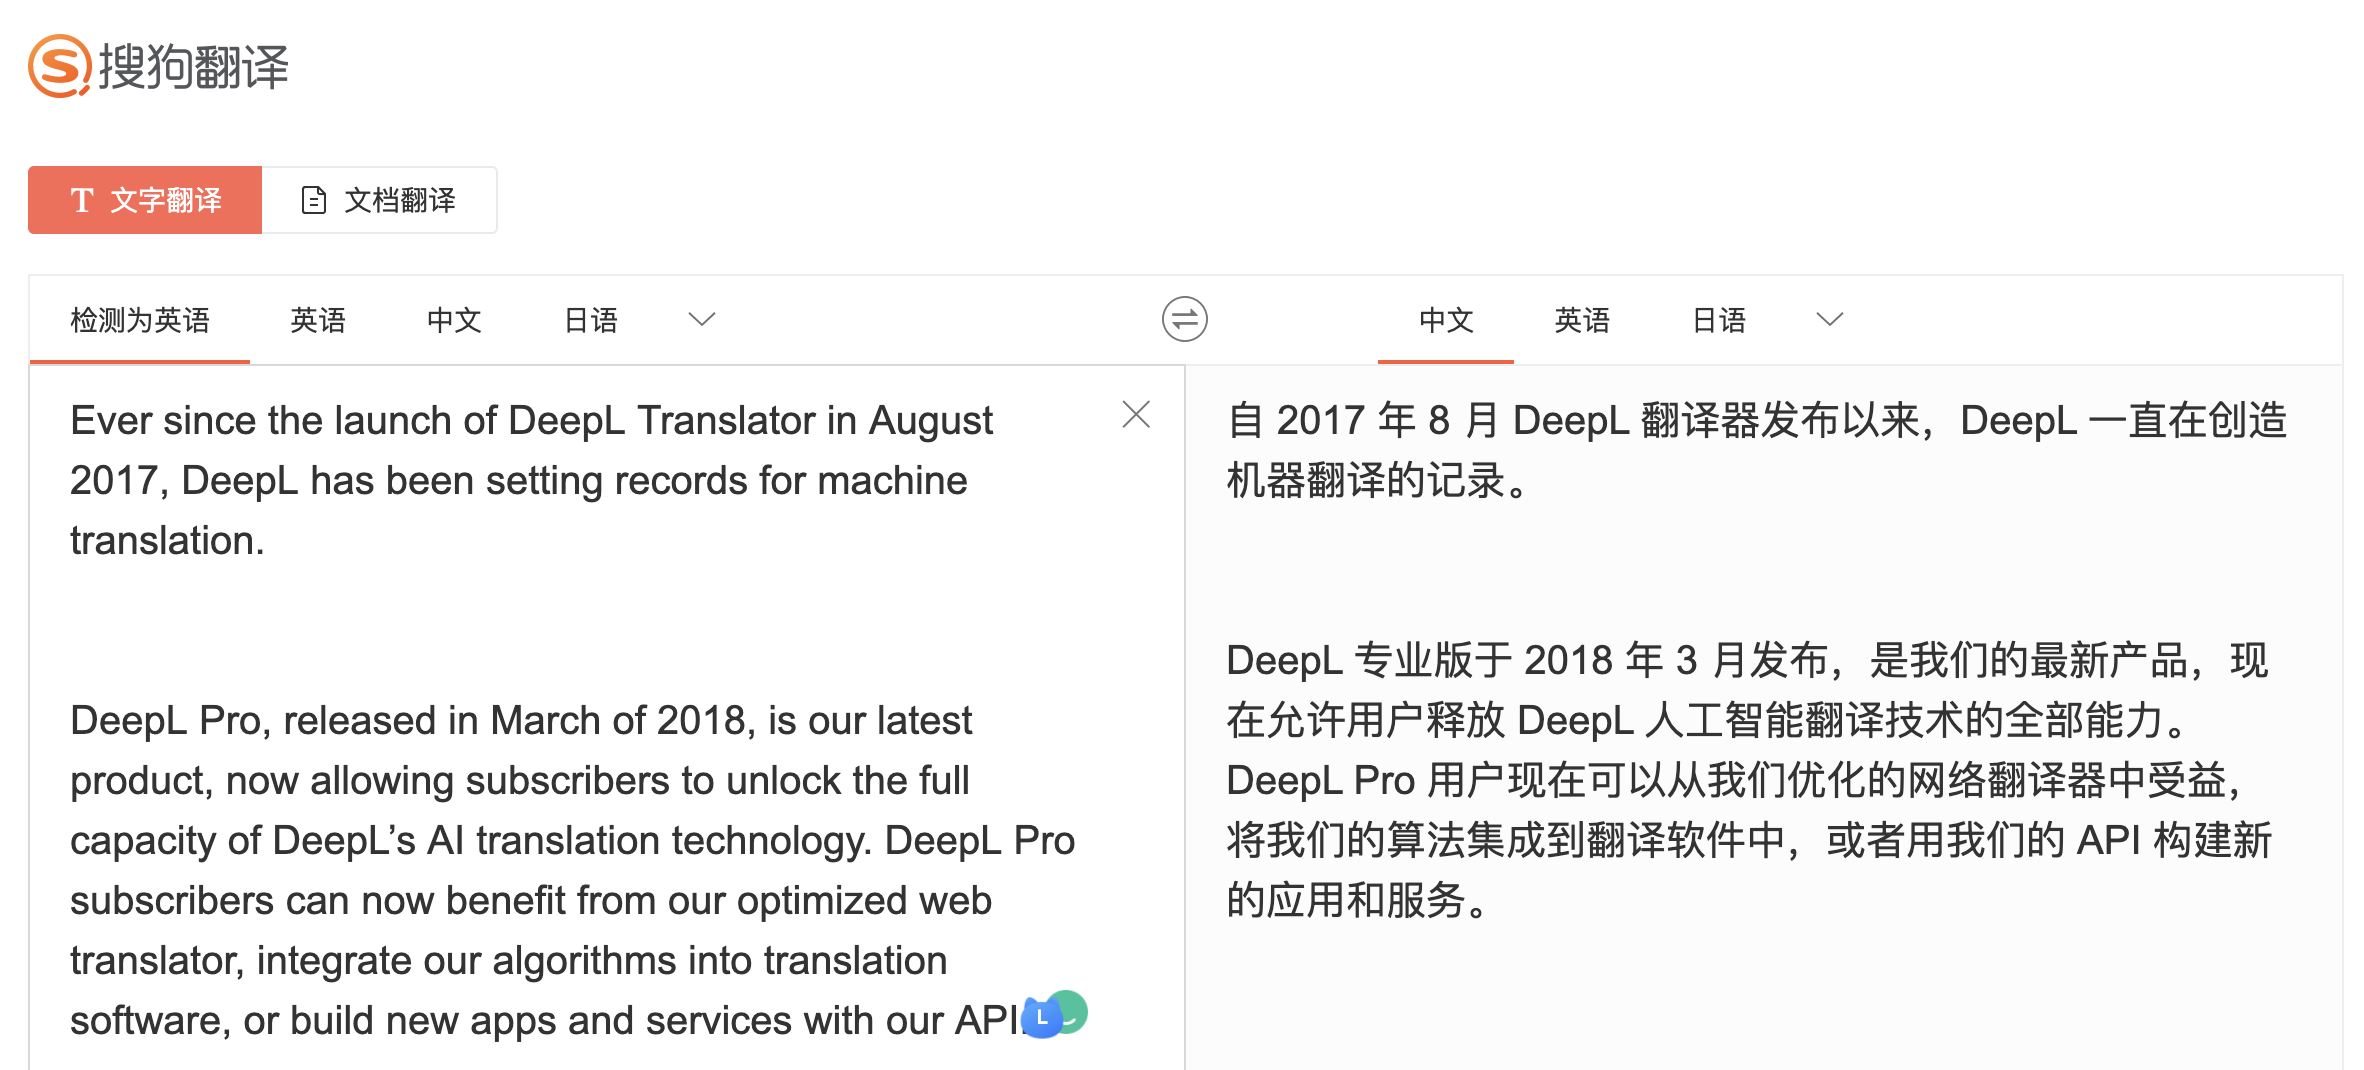 搜狗翻译
T 文字翻译
文档翻译
检测为英语 英语 中文 日语
中文 英语 日语
Ever since the launch of DeepL Translator in August
2017, DeepL has been setting records for machine
translation.
DeepL Pro, released in March of 2018, is our latest
product, now allowing subscribers to unlock the full
capacity of DeepL’s AI translation technology. DeepL Pro
subscribers can now benefit from our optimized web
translator, integrate our algorithms into translation
software, or build new apps and services with our API.
L
自 2017 年 8 月 DeepL 翻译器发布以来，DeepL 一直在创造
机器翻译的记录。
DeepL 专业版于 2018 年 3 月发布，是我们的最新产品，现
在允许用户释放 DeepL 人工智能翻译技术的全部能力。
DeepL Pro 用户现在可以从我们优化的网络翻译器中受益，
将我们的算法集成到翻译软件中，或者用我们的 API 构建新
的应用和服务。